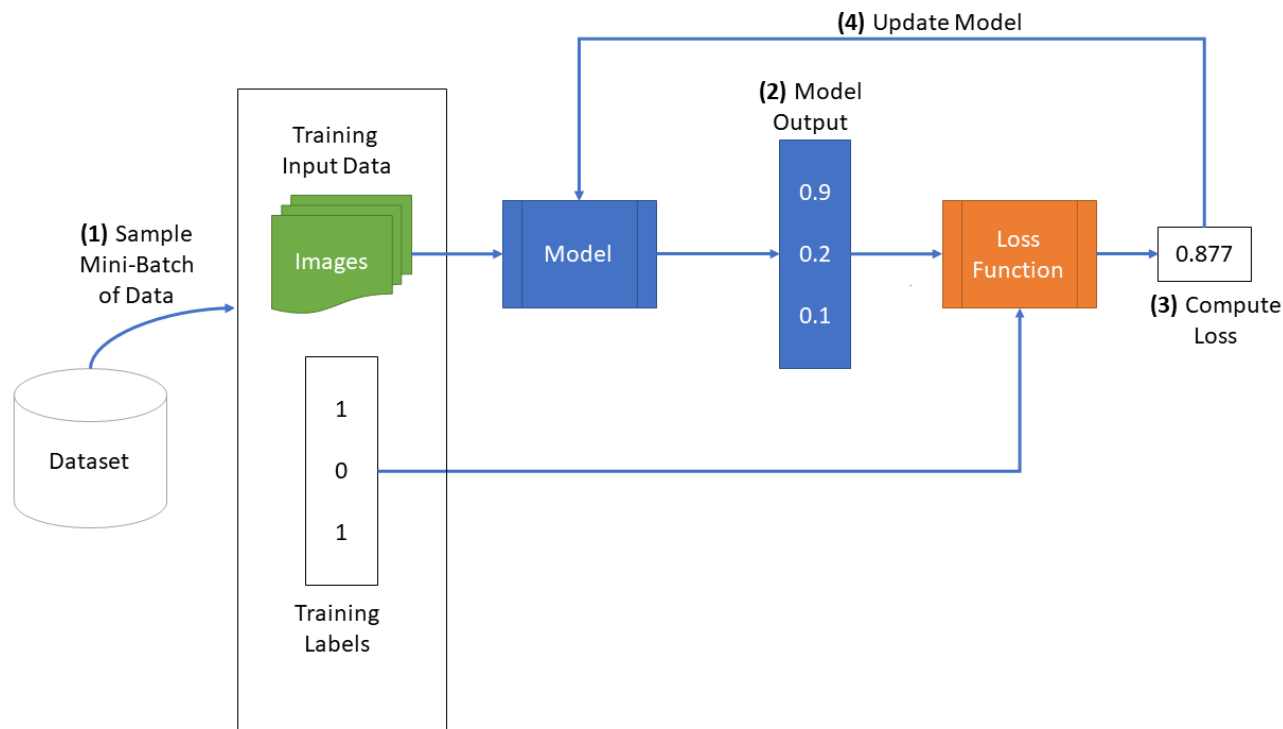 (4) Update Model
(2) Model
Output
Training
Input Data
(1) Sample
Mini-Batch
of Data
Images
Model
0.9
0.2
0.1
Loss
Function
0.877
(3) Compute
Loss
Dataset
1
0
1
Training
Labels